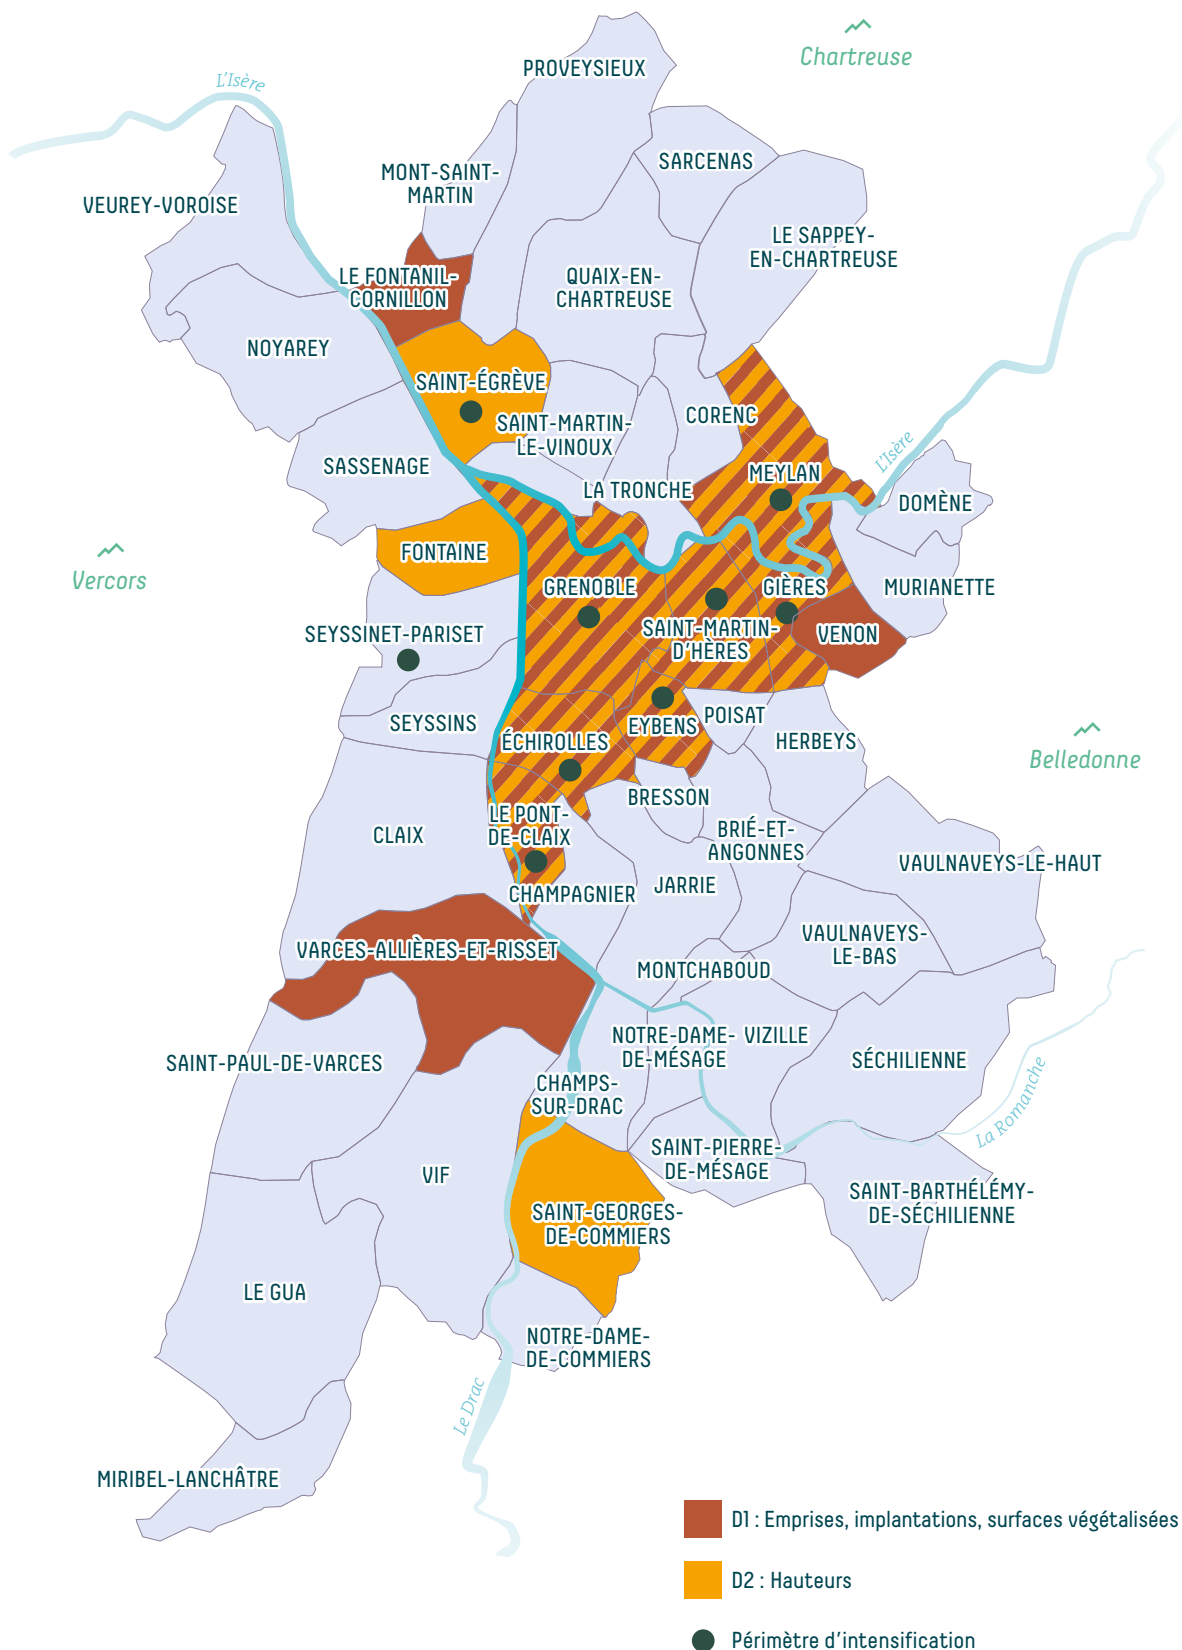 PROVEYSIEUX
Chartreuse
L'Isère
SARCENAS
MONT-SAINT-
MARTIN
VEUREY-VOROISE
LE SAPPEY-
EN-CHARTREUSE
LE FONTANIL-
CORNILLON
QUAIX-EN-
CHARTREUSE
NOYAREY
SAINT-ÉGRÈVE
SAINT-MARTIN-
LE-VINOUX
CORENC
L'Isère
SASSENAGE
MEYLAN
LA TRONCHE
DOMÈNE
FONTAINE
Vercors
GRENOBLE
GIÈRES
MURIANETTE
SEYSSINET-PARISET
SAINT-MARTIN-
D'HÈRES
VENON
SEYSSINS
EYBENS
POISAT
ÉCHIROLLES
HERBEYS
Belledonne
BRESSON
LE PONT-
DE-CLAIX
CLAIX
BRIÉ-ET-
ANGONNES
VAULNAVEYS-LE-HAUT
CHAMPAGNIER
JARRIE
VARCES-ALLIÈRES-ET-RISSET
VAULNAVEYS-
LE-BAS
MONTCHABOUD
SAINT-PAUL-DE-VARCES
NOTRE-DAME-
DE-MÉSAGE
VIZILLE
SÉCHILIENNE
CHAMPS-
SUR-DRAC
La Romanche
SAINT-PIERRE-
DE-MÉSAGE
VIF
SAINT-BARTHÉLÉMY-
DE-SÉCHILIENNE
SAINT-GEORGES-
DE-COMMIERS
LE GUA
NOTRE-DAME-
DE-COMMIERS
Le Drac
MIRIBEL-LANCHÂTRE
D1 : Emprises, implantations, surfaces végétalisées
D2 : Hauteurs
Périmètre d'intensification